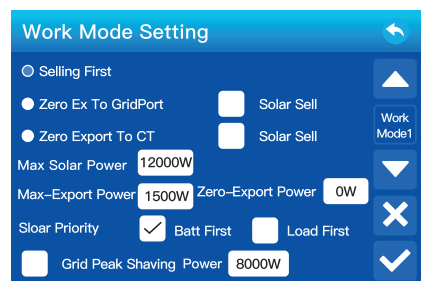 Work Mode Setting
Selling First
Zero Ex To GridPort Solar Sell
Work
Mode1
Zero Export To CT Solar Sell
Max Solar Power 12000W
Max-Export Power 1500W Zero-Export Power 0W
Sloar Priority Batt First Load First
Grid Peak Shaving Power 8000W